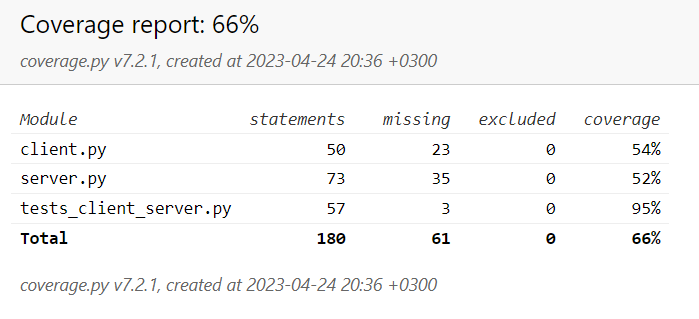 Coverage report: 66%
coverage.py v7.2.1, created at 2023-04-24 20:36 +0300
Module statements missing excluded coverage
client.py 50 23 0 54%
server.py 73 35 0 52%
tests_client_server.py 57 3 0 95%
Total 180 61 0 66%
coverage.py v7.2.1, created at 2023-04-24 20:36 +0300